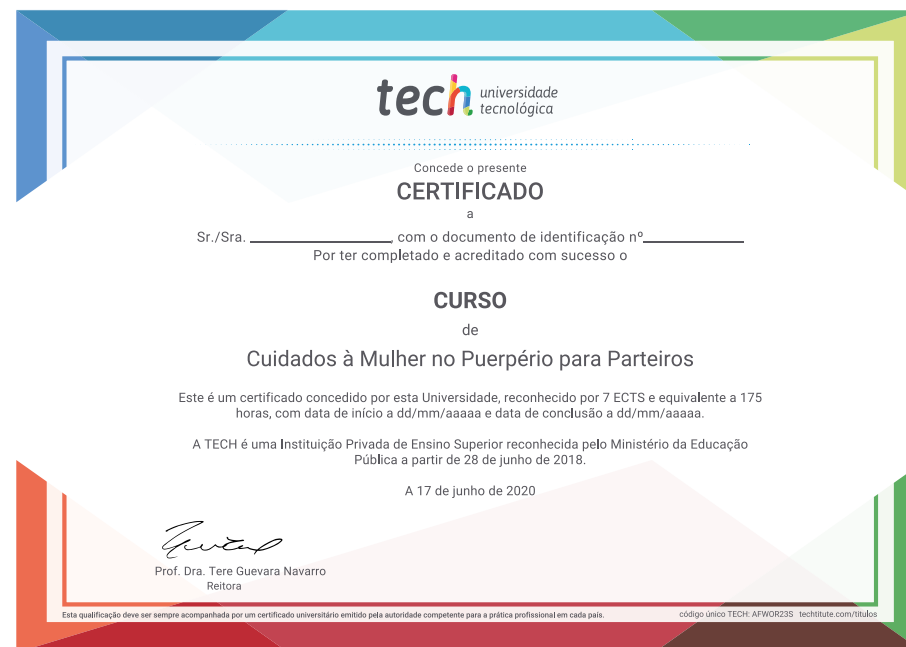 tech universidade
tecnológica
Concede o presente
CERTIFICADO
a
Sr./Sra. ____________________, com o documento de identificação nº______________
Por ter completado e acreditado com sucesso o
CURSO
de
Cuidados à Mulher no Puerpério para Parteiros
Este é um certificado concedido por esta Universidade, reconhecido por 7 ECTS e equivalente a 175
horas, com data de início a dd/mm/aaaaa e data de conclusão a dd/mm/aaaaa.
A TECH é uma Instituição Privada de Ensino Superior reconhecida pelo Ministério da Educação
Pública a partir de 28 de junho de 2018.
A 17 de junho de 2020
Prof. Dra. Tere Guevara Navarro
Reitora
Esta qualificação deve ser sempre acompanhada por um certificado universitário emitido pela autoridade competente para a prática profissional em cada país.
código único TECH: AFWOR23S techtitute.com/titulos